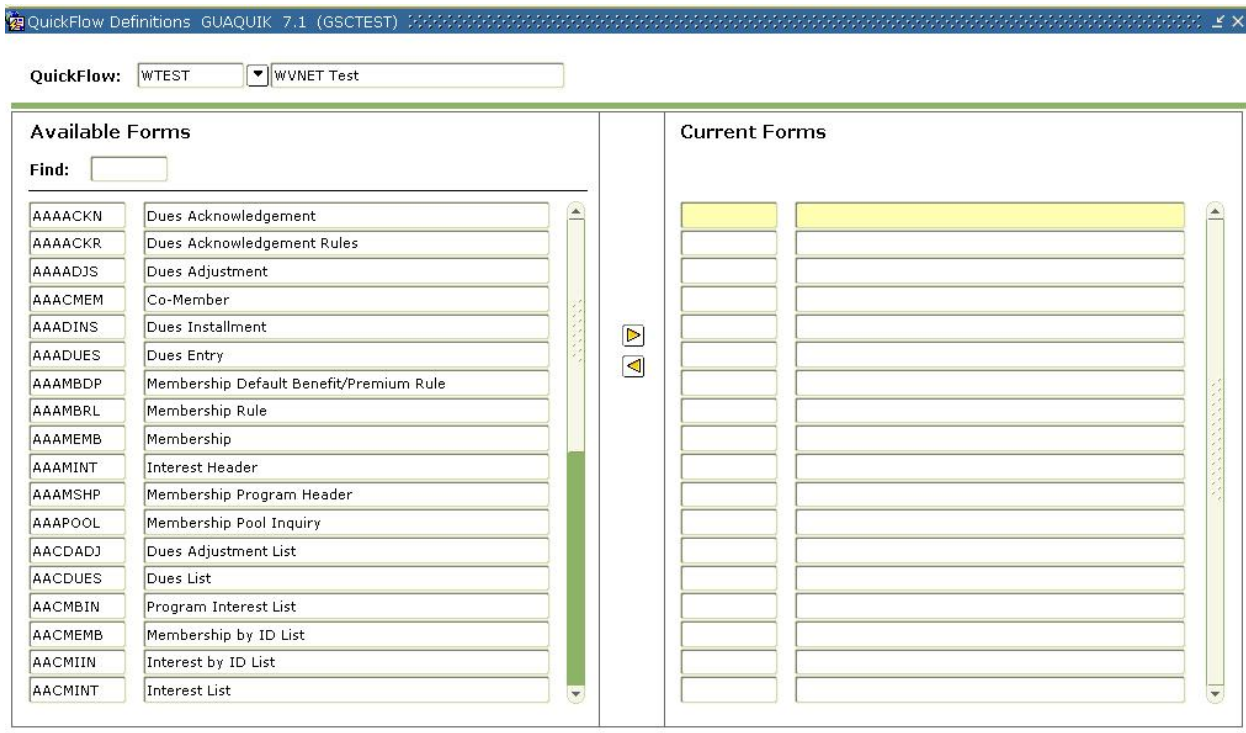 QuickFlow Definitions GUAQUIK 7.1 (GSCTEST)
QuickFlow: WTEST WVNET Test
Available Forms
Find:
AAAACKN Dues Acknowledgement
AAAACKR Dues Acknowledgement Rules
AAAADJS Dues Adjustment
AAACMEM Co-Member
AAADINS Dues Installment
AAADUES Dues Entry
AAAMBDP Membership Default Benefit/Premium Rule
AAAMBRL Membership Rule
AAAMEMB Membership
AAAMINT Interest Header
AAAMSHP Membership Program Header
AAAPOOL Membership Pool Inquiry
AACDADJ Dues Adjustment List
AACDUES Dues List
AACMBIN Program Interest List
AACMEMB Membership by ID List
AACMIIN Interest by ID List
AACMINT Interest List
Current Forms